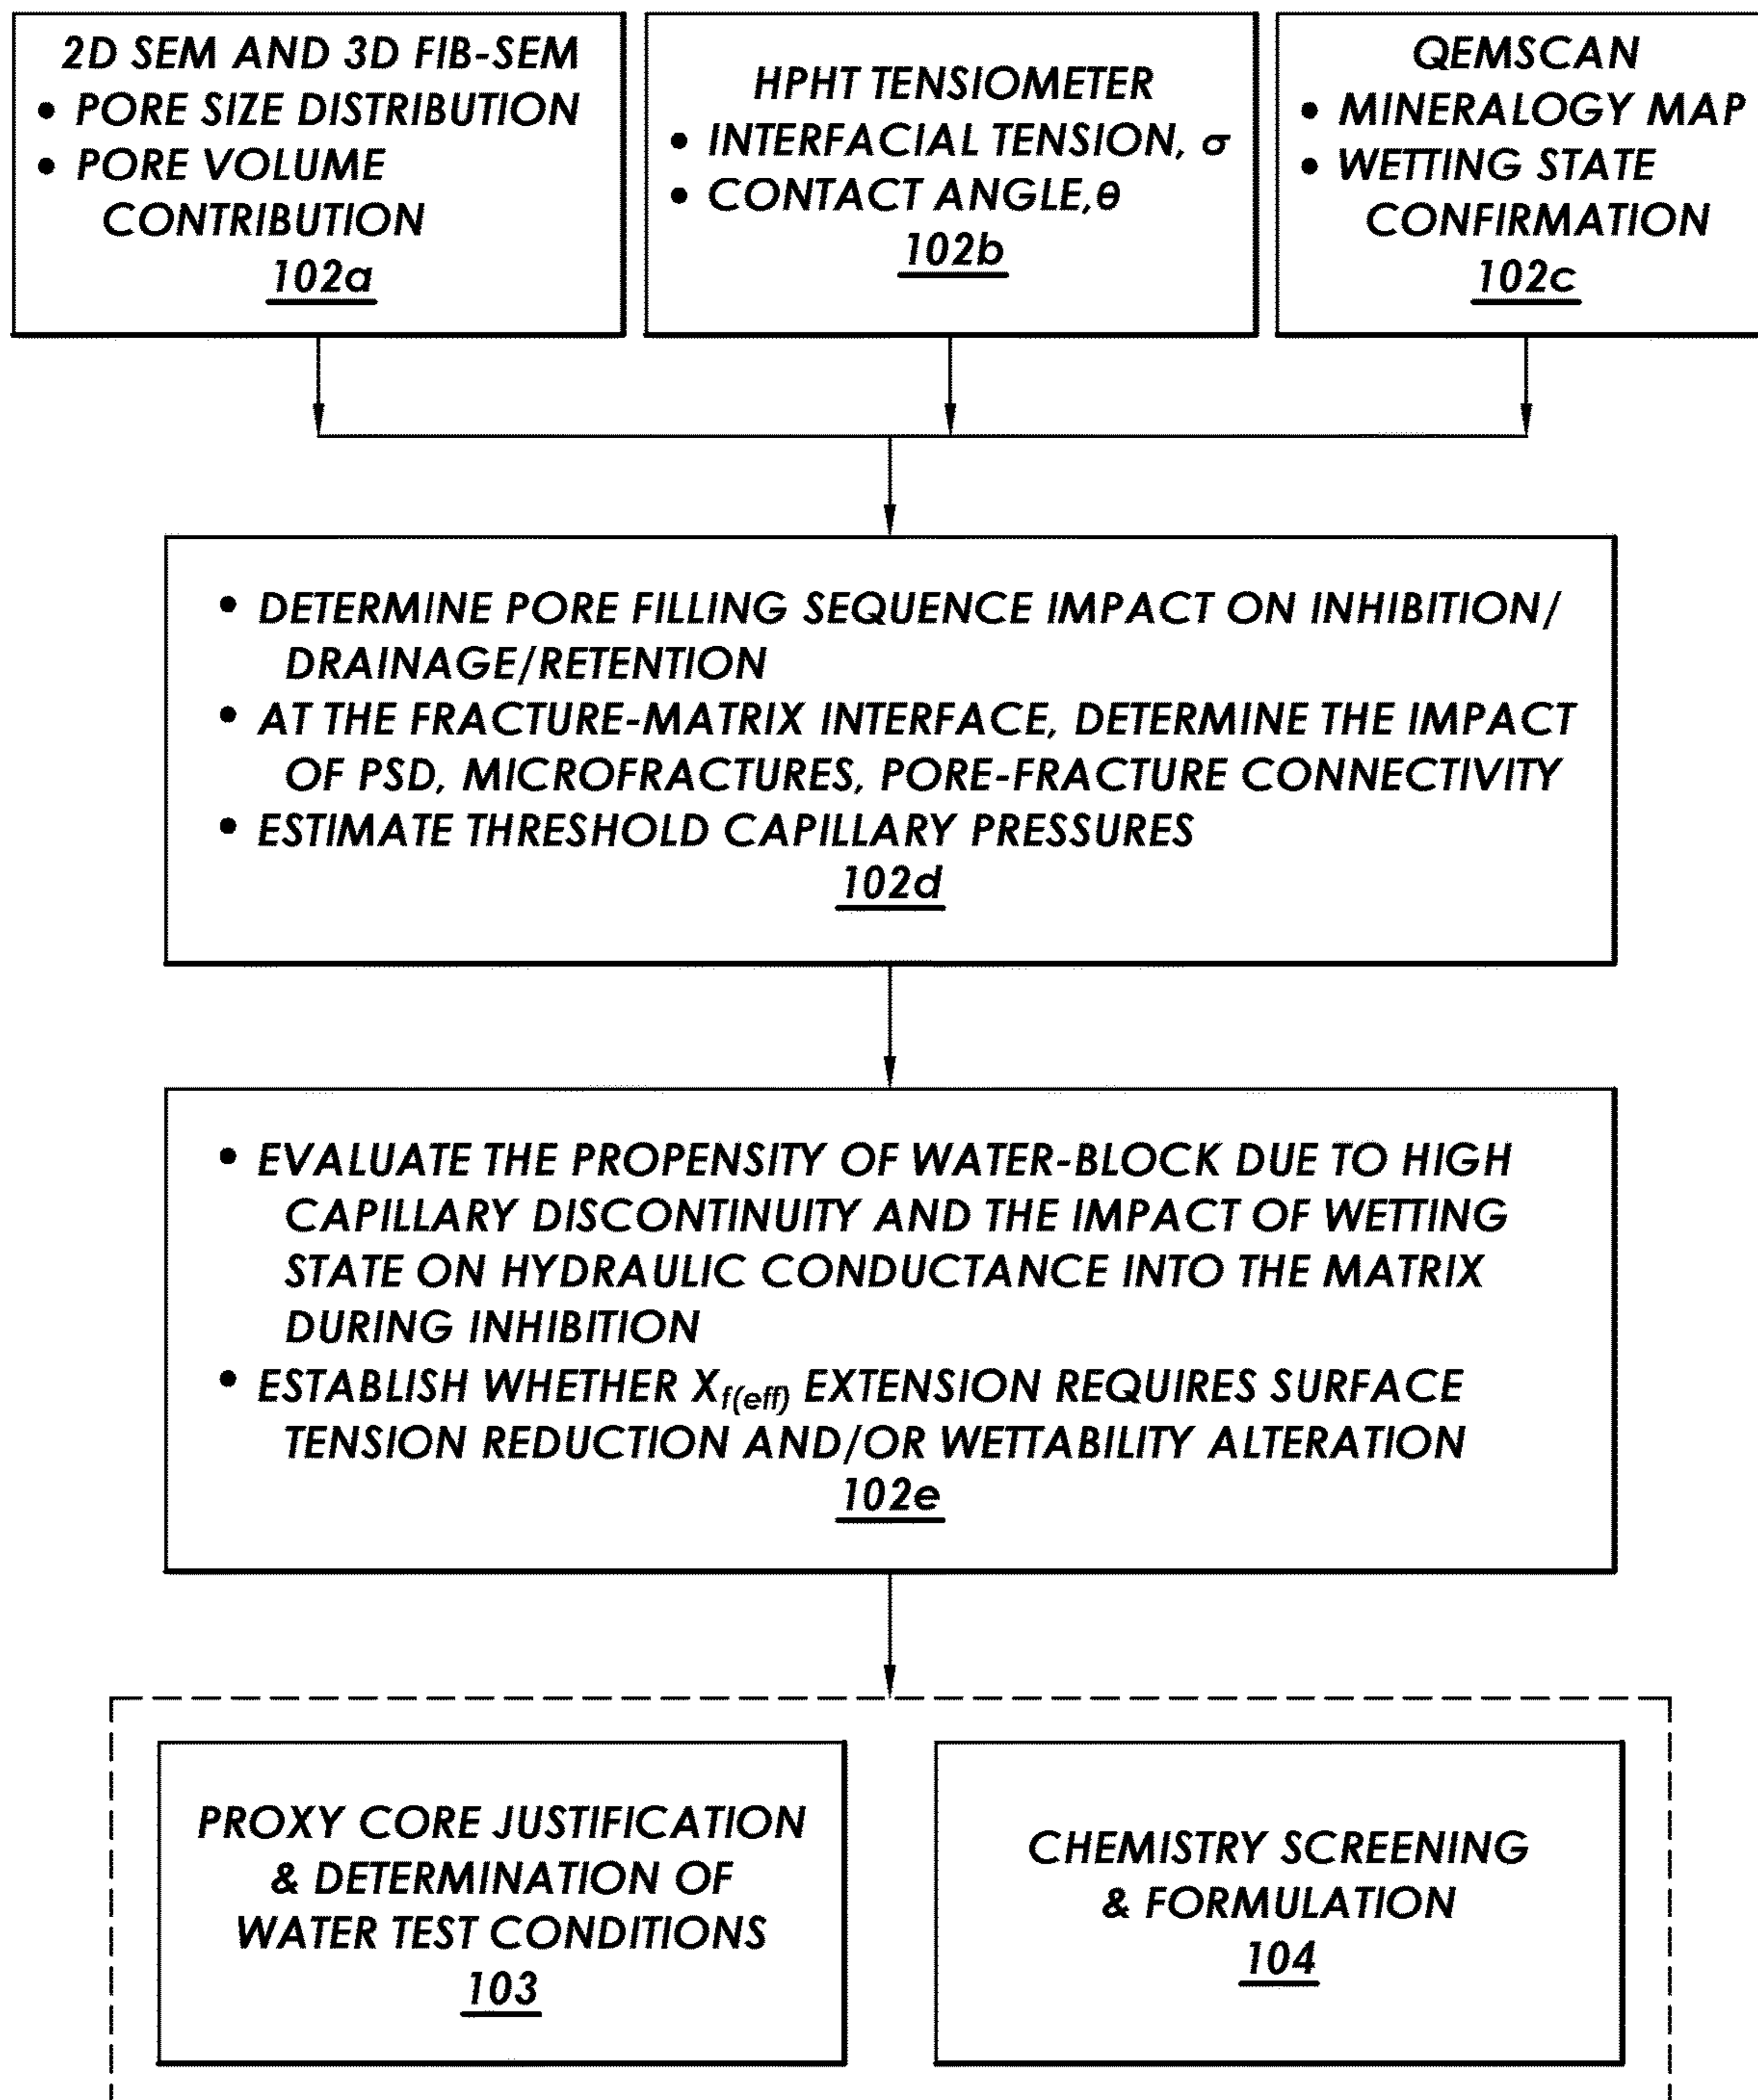 2D SEM AND 3D FIB-SEM
• PORE SIZE DISTRIBUTION
• PORE VOLUME
CONTRIBUTION
102a
HPHT TENSIOMETER
• INTERFACIAL TENSION, σ
• CONTACT ANGLE,θ
102b
QEMSCAN
• MINERALOGY MAP
• WETTING STATE
CONFIRMATION
102c
• DETERMINE PORE FILLING SEQUENCE IMPACT ON INHIBITION/
DRAINAGE/RETENTION
• AT THE FRACTURE-MATRIX INTERFACE, DETERMINE THE IMPACT
OF PSD, MICROFRACTURES, PORE-FRACTURE CONNECTIVITY
• ESTIMATE THRESHOLD CAPILLARY PRESSURES
102d
• EVALUATE THE PROPENSITY OF WATER-BLOCK DUE TO HIGH
CAPILLARY DISCONTINUITY AND THE IMPACT OF WETTING
STATE ON HYDRAULIC CONDUCTANCE INTO THE MATRIX
DURING INHIBITION
• ESTABLISH WHETHER Xf(eff) EXTENSION REQUIRES SURFACE
TENSION REDUCTION AND/OR WETTABILITY ALTERATION
102e
PROXY CORE JUSTIFICATION
& DETERMINATION OF
WATER TEST CONDITIONS
103
CHEMISTRY SCREENING
& FORMULATION
104